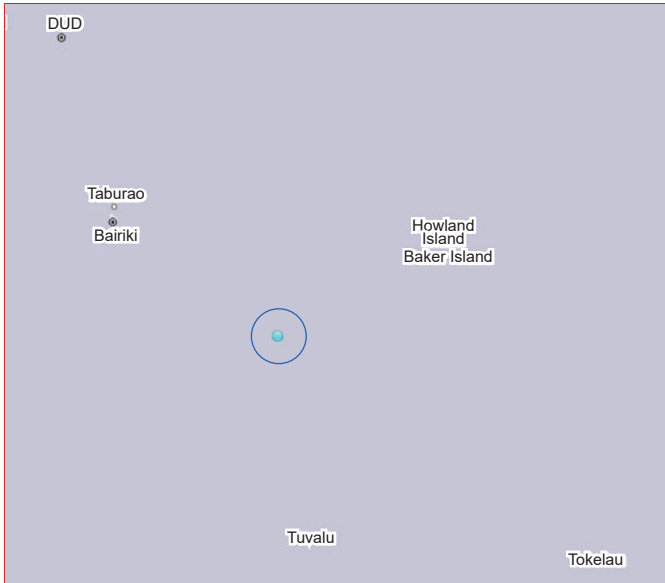 DUD
Taburao
Bairiki
Howland
Island
Baker Island
Tuvalu
Tokelau